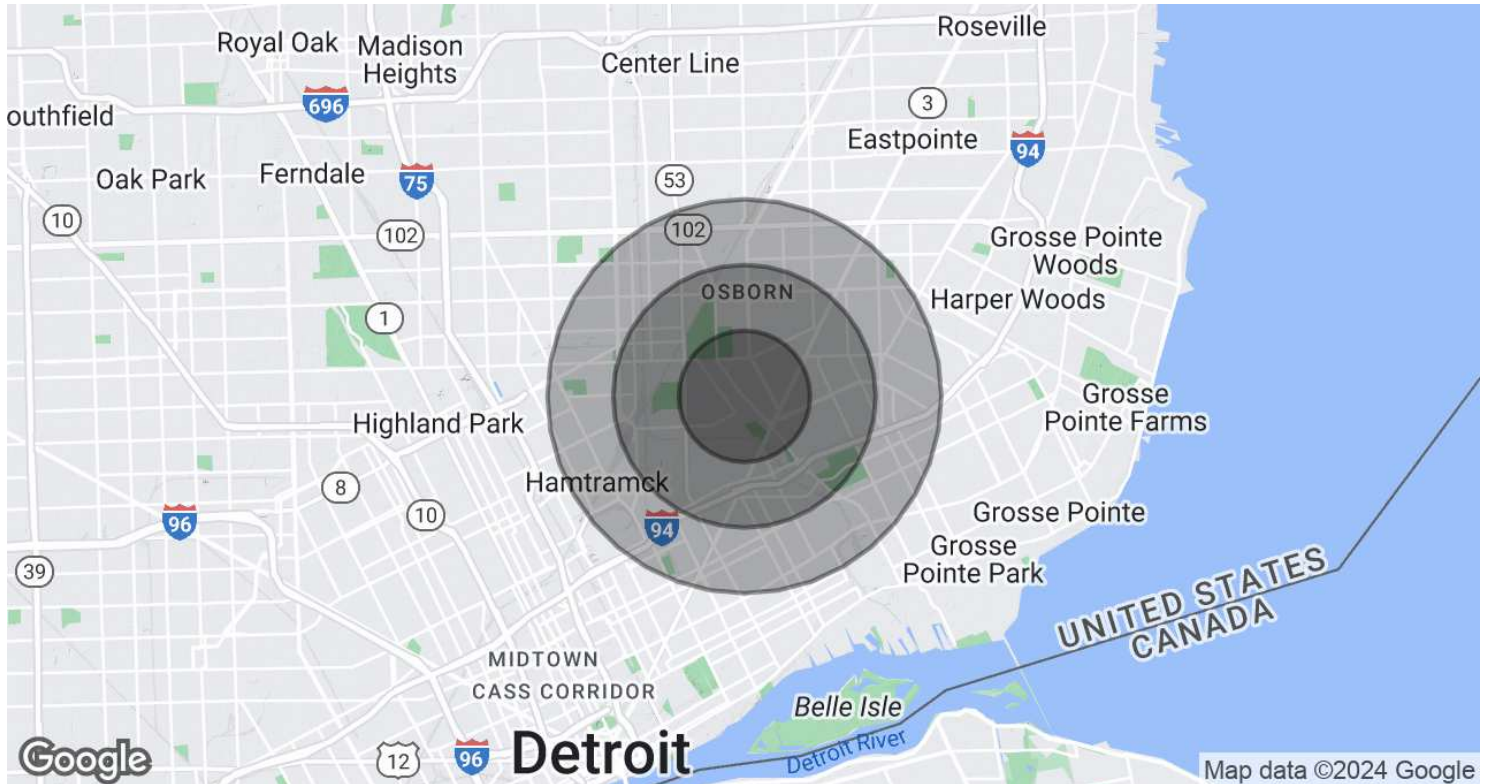 Royal Oak
Madison
Heights
Center Line
Roseville
696
3
outhfield
Eastpointe
94
Oak Park
Ferndale
75
53
10
102
102
Grosse Pointe
Woods
OSBORN
Harper Woods
1
Grosse
Pointe Farms
Highland Park
Hamtramck
8
10
96
94
Grosse Pointe
39
Grosse
Pointe Park
UNITED STATES
CANADA
MIDTOWN
CASS CORRIDOR
Belle Isle
Detroit River
Google
12
96
Detroit
Map data ©2024 Google